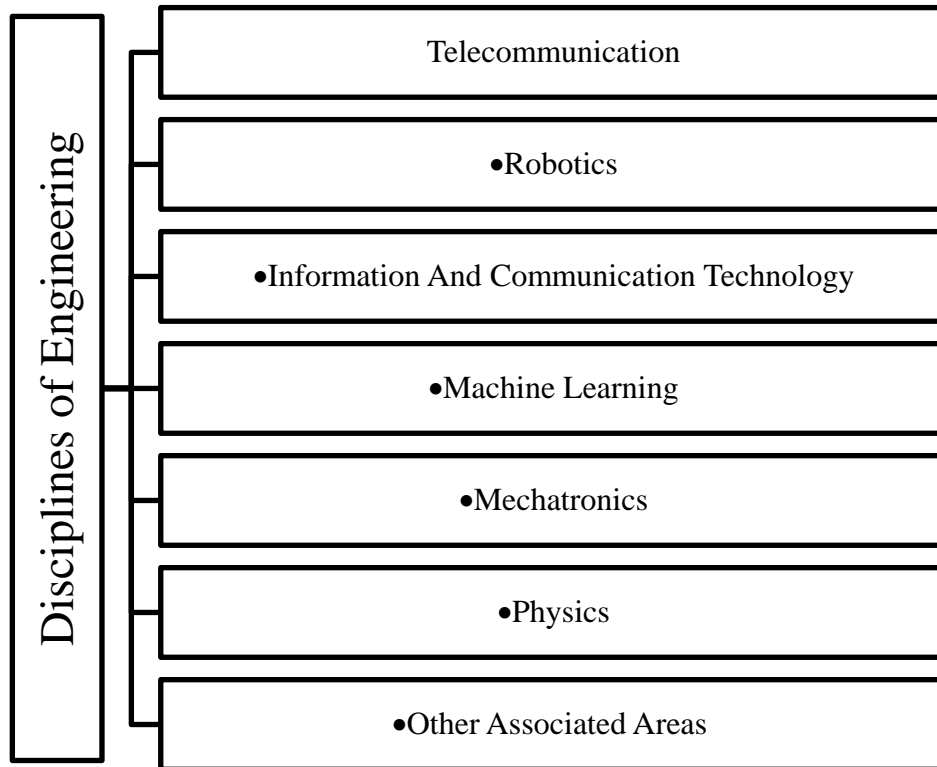 Disciplines of Engineering
Telecommunication
•Robotics
•Information And Communication Technology
•Machine Learning
•Mechatronics
•Physics
•Other Associated Areas